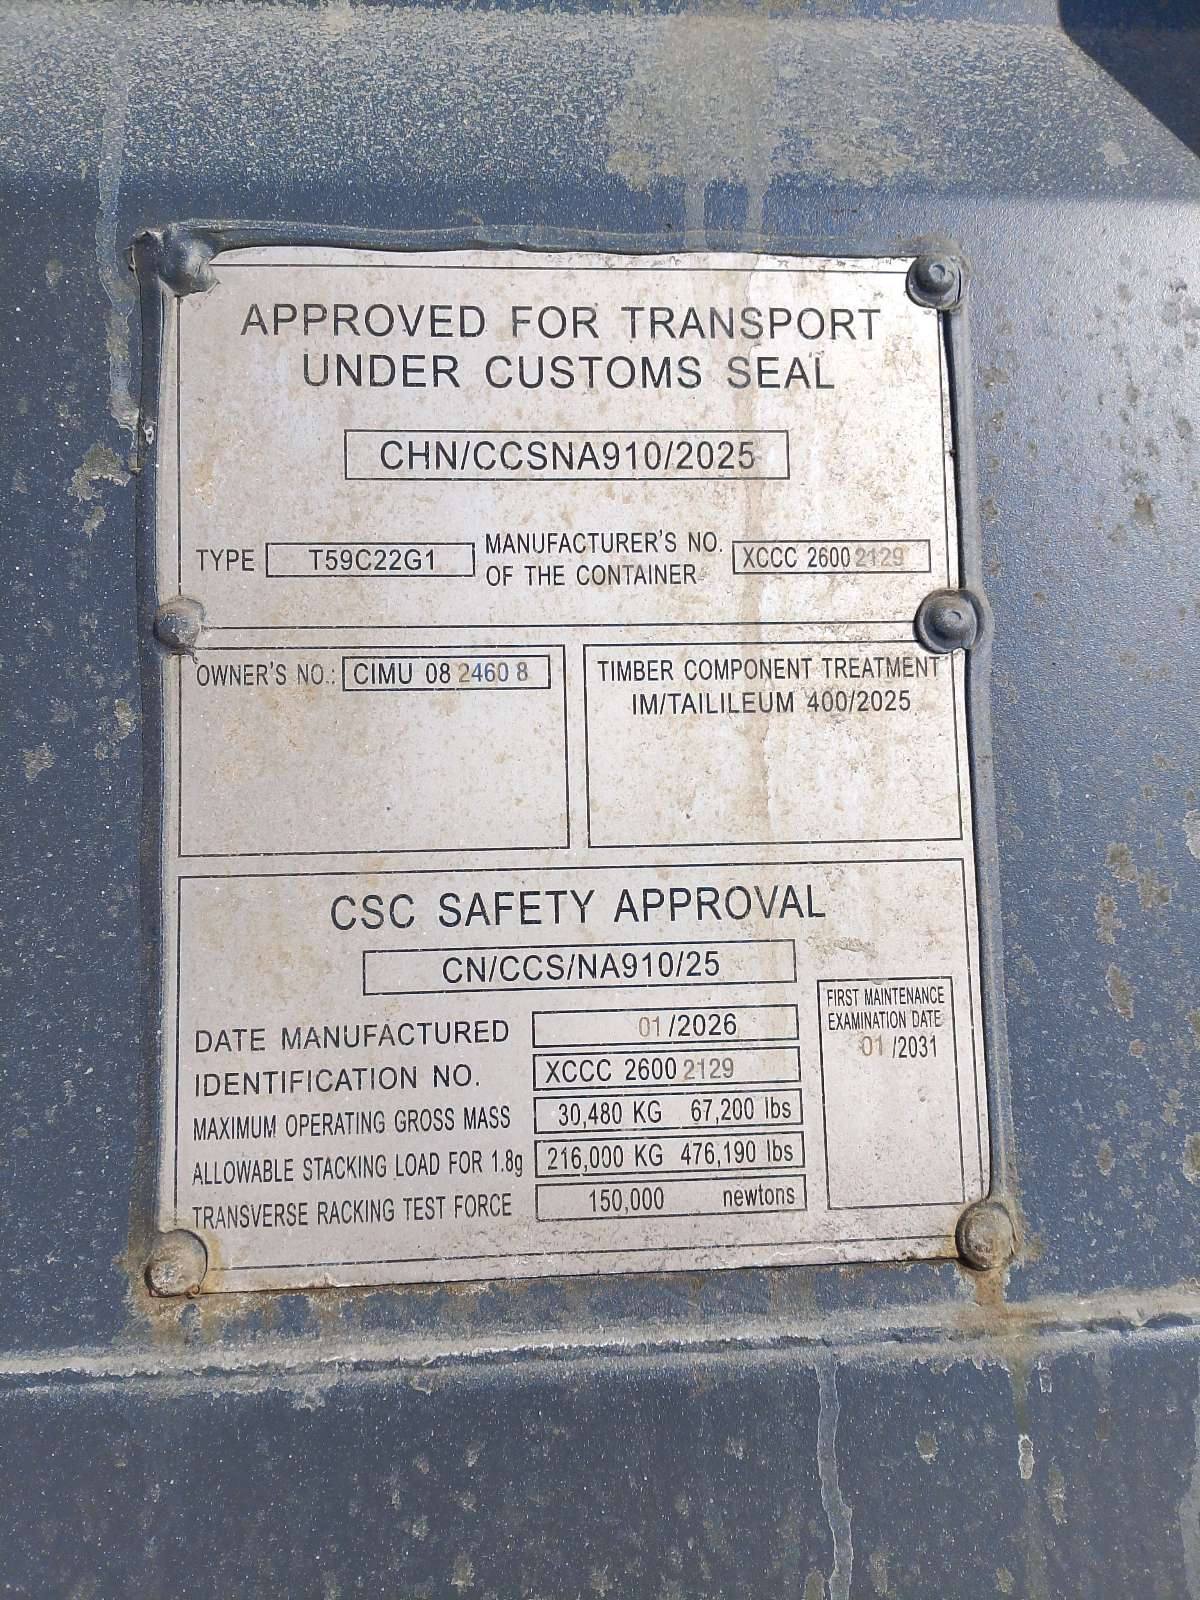 APPROVED FOR TRANSPORT
UNDER CUSTOMS SEAL
CHN/CCSNA910/2025
TYPE T59C22G1 MANUFACTURER'S NO. OF THE CONTAINER XCCC 2600 2129
OWNER'S NO.: CIMU 08 2460 8
TIMBER COMPONENT TREATMENT
IM/TAILILEUM 400/2025
CSC SAFETY APPROVAL
CN/CCS/NA910/25
DATE MANUFACTURED 01/2026
IDENTIFICATION NO. XCCC 2600 2129
MAXIMUM OPERATING GROSS MASS 30,480 KG 67,200 lbs
ALLOWABLE STACKING LOAD FOR 1.8g 216,000 KG 476,190 lbs
TRANSVERSE RACKING TEST FORCE 150,000 newtons
FIRST MAINTENANCE
EXAMINATION DATE
01 /2031